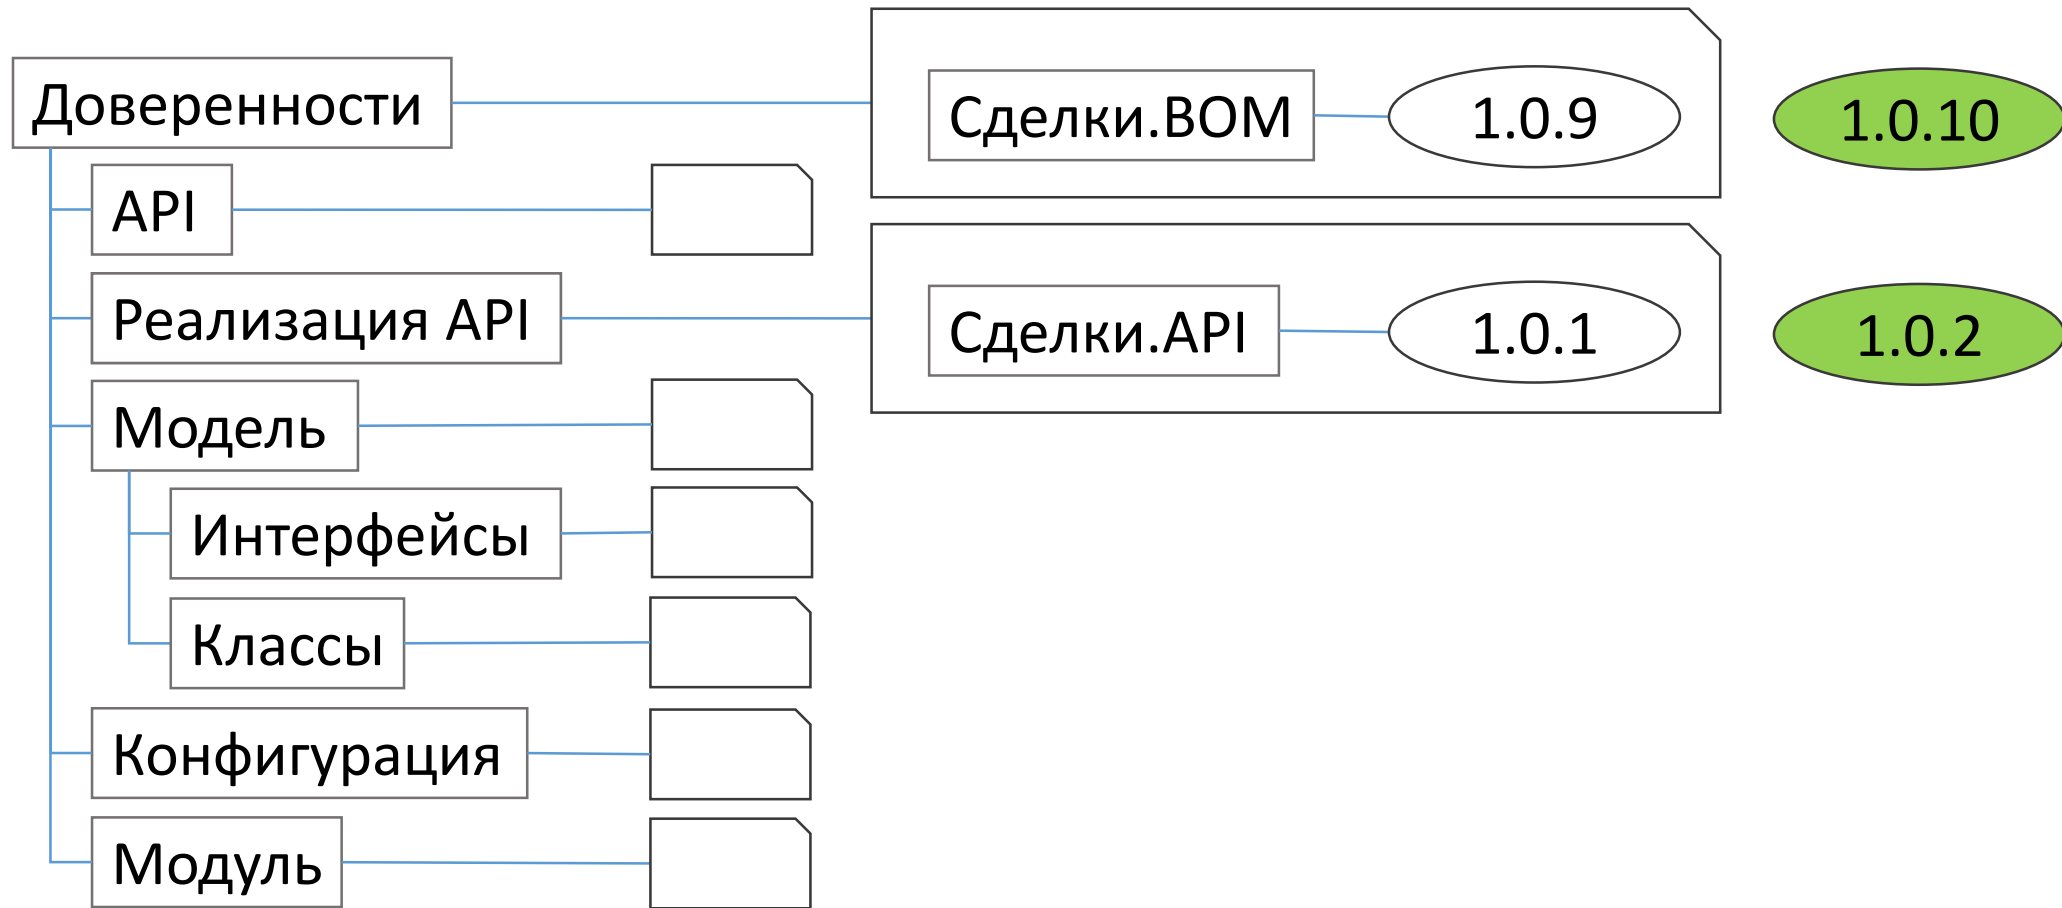 Доверенности
Сделки.BOM
1.0.9
1.0.10
API
Реализация API
Сделки.API
1.0.1
1.0.2
Модель
Интерфейсы
Классы
Конфигурация
Модуль